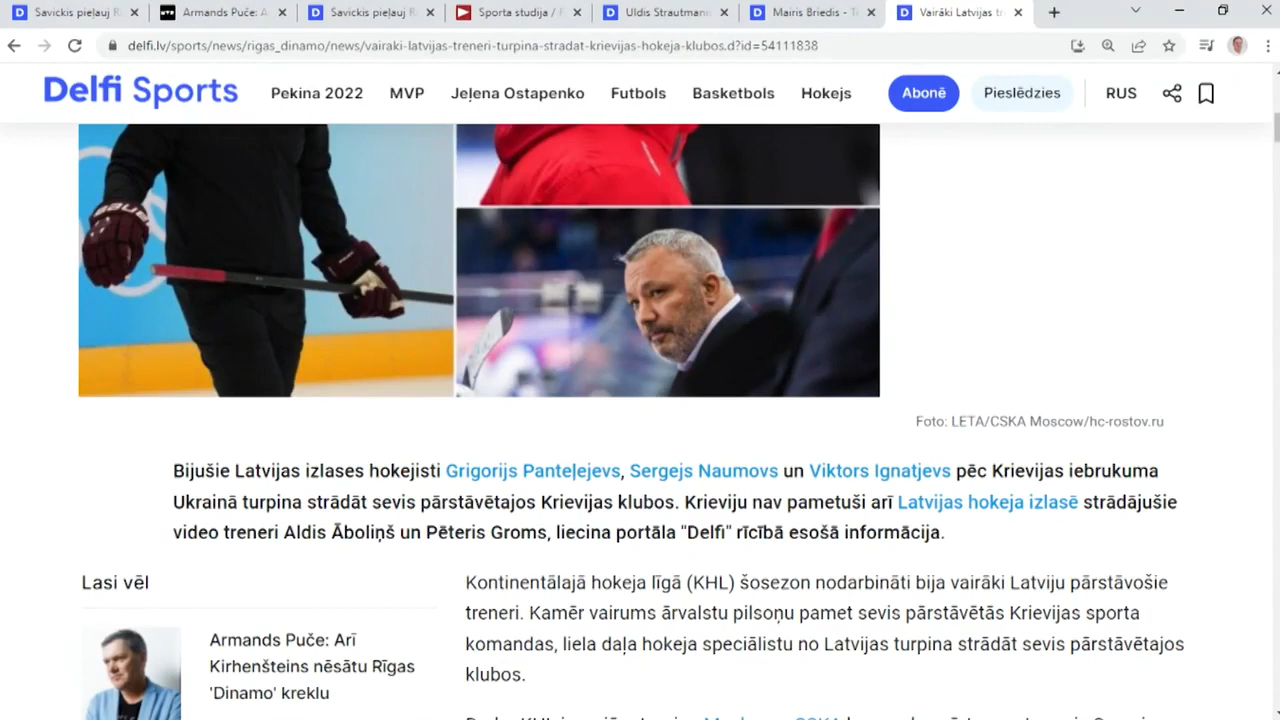 Savickis pieļauj R
Armands Puče: A
Savickis pieļauj R
Sporta studija / F
Uldis Strautmann
Mairis Briedis - T
Vairāki Latvijas tr
delfi.lv/sports/news/rigas_dinamo/news/vairaki-latvijas-treneri-turpina-stradat-krievijas-hokeja-klubos.d?id=54111838
Delfi Sports
Pekina 2022
MVP
Jeļena Ostapenko
Futbols
Basketbols
Hokejs
Abonē
Pieslēdzies
RUS
Foto: LETA/CSKA Moscow/hc-rostov.ru
Bijušie Latvijas izlases hokejisti Grigorijs Panteļejevs, Sergejs Naumovs un Viktors Ignatjevs pēc Krievijas iebrukuma
Ukrainā turpina strādāt sevis pārstāvētajos Krievijas klubos. Krieviju nav pametuši arī Latvijas hokeja izlasē strādājušie
video treneri Aldis Āboliņš un Pēteris Groms, liecina portāla "Delfi" rīcībā esošā informācija.
Lasi vēl
Armands Puče: Arī
Kirhenšteins nēsātu Rīgas
'Dinamo' kreklu
Kontinentālajā hokeja līgā (KHL) šosezon nodarbināti bija vairāki Latviju pārstāvošie
treneri. Kamēr vairums ārvalstu pilsoņu pamet sevis pārstāvētās Krievijas sporta
komandas, liela daļa hokeja speciālistu no Latvijas turpina strādāt sevis pārstāvētajos
klubos.